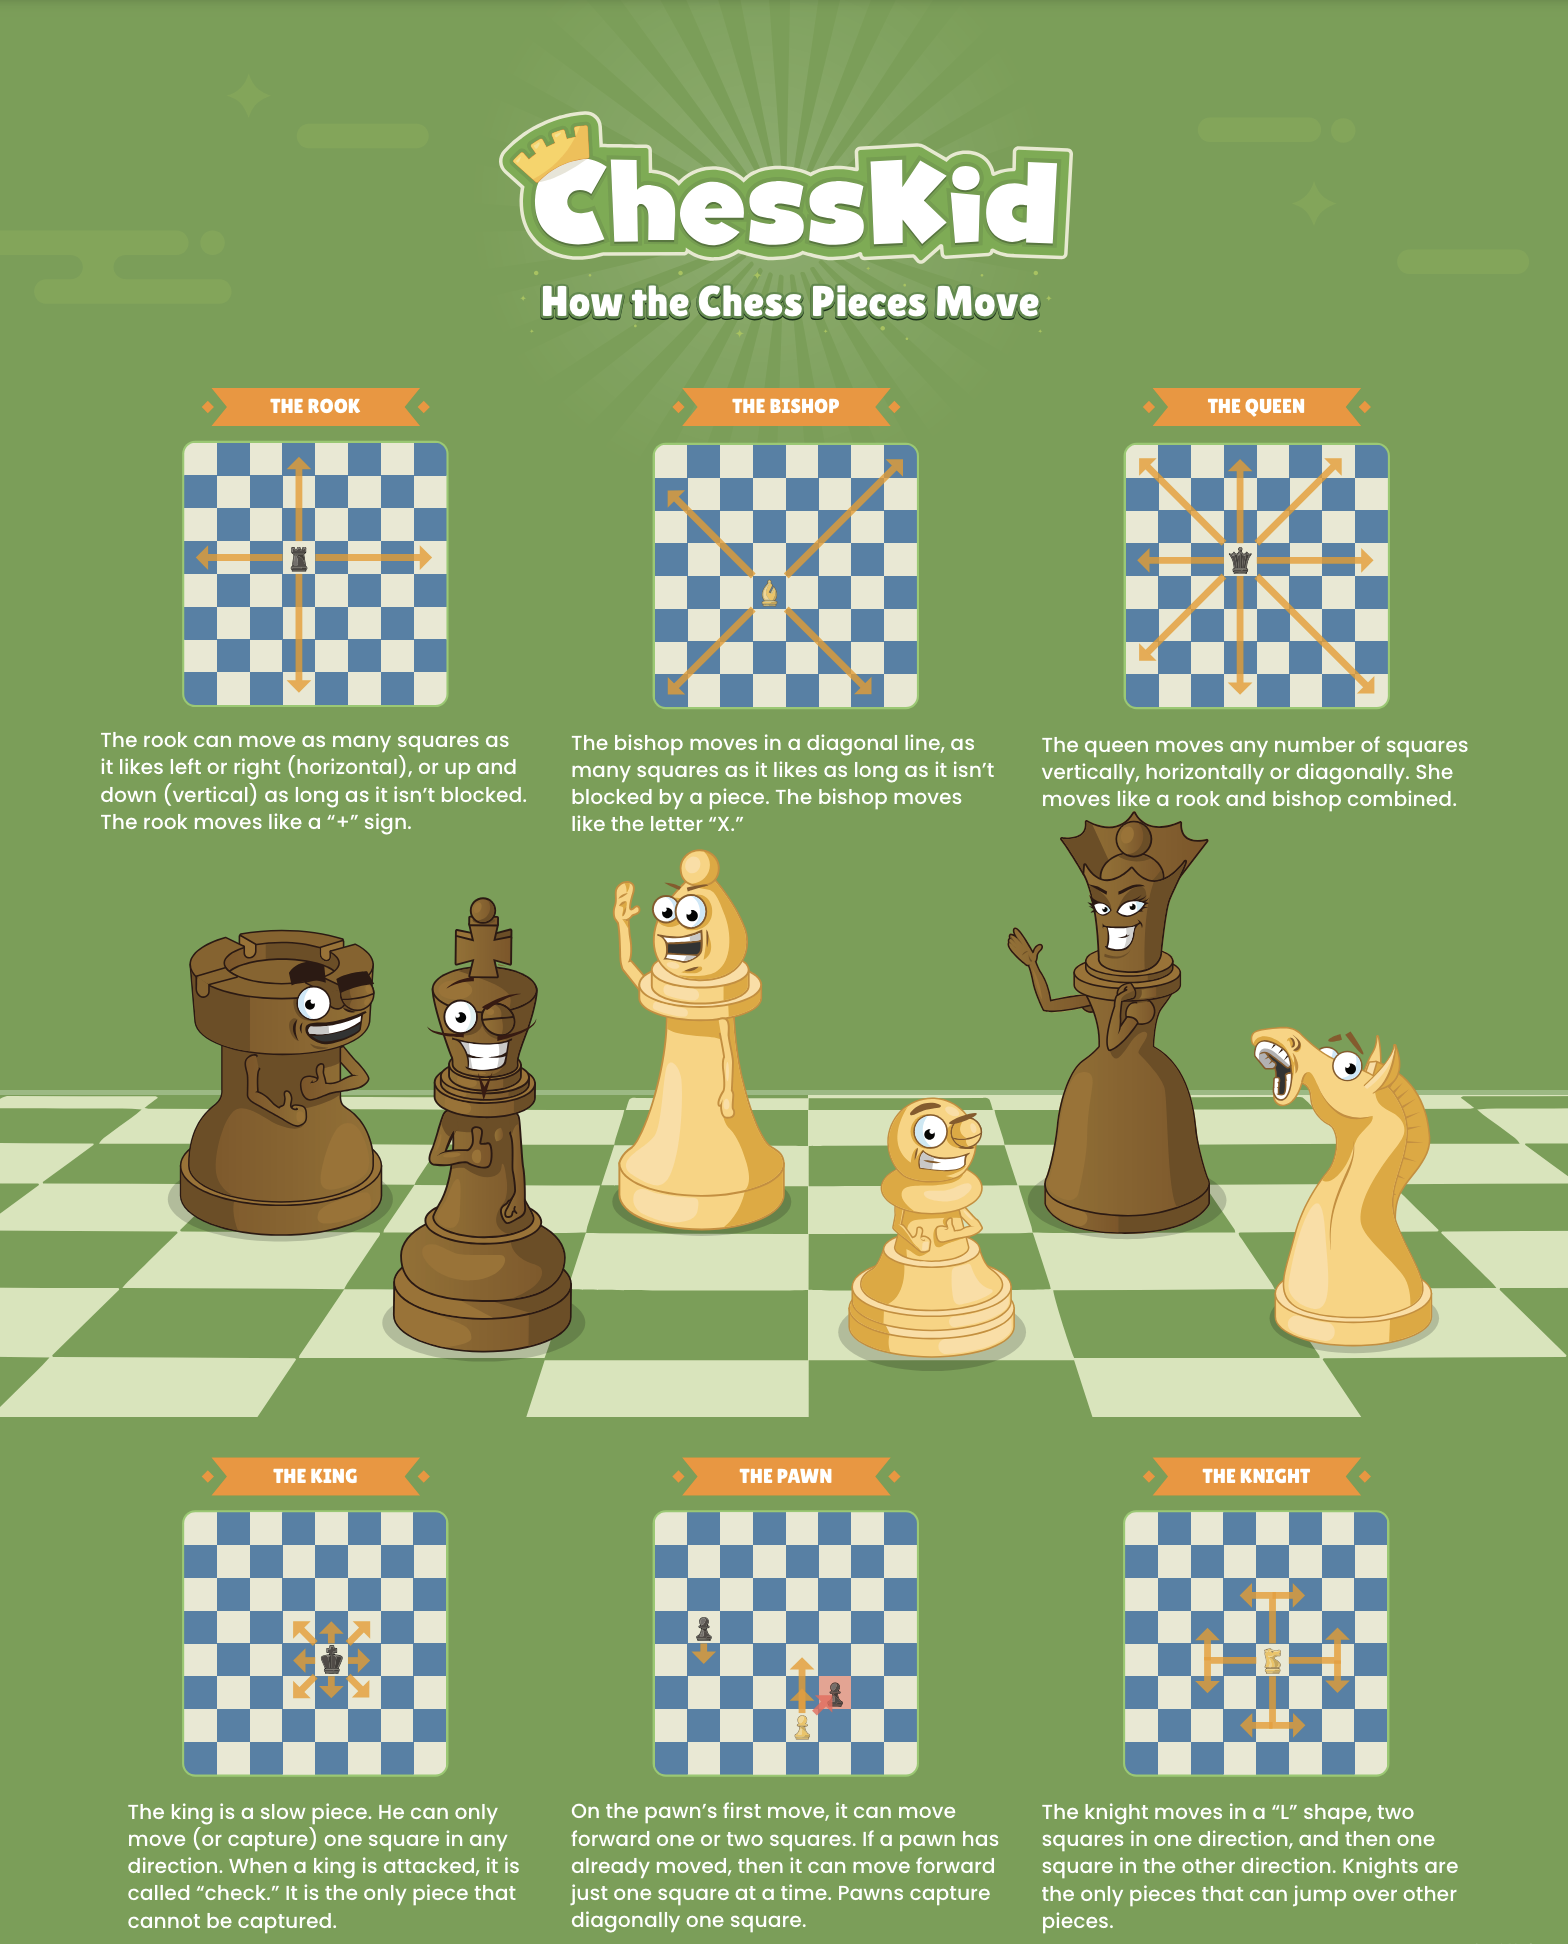 ChessKid
How the Chess Pieces Move
THE ROOK
The rook can move as many squares as
it likes left or right (horizontal), or up and
down (vertical) as long as it isn’t blocked.
The rook moves like a “+” sign.
THE BISHOP
The bishop moves in a diagonal line, as
many squares as it likes as long as it isn’t
blocked by a piece. The bishop moves
like the letter “X.”
THE QUEEN
The queen moves any number of squares
vertically, horizontally or diagonally. She
moves like a rook and bishop combined.
THE KING
The king is a slow piece. He can only
move (or capture) one square in any
direction. When a king is attacked, it is
called “check.” It is the only piece that
cannot be captured.
THE PAWN
On the pawn’s first move, it can move
forward one or two squares. If a pawn has
already moved, then it can move forward
just one square at a time. Pawns capture
diagonally one square.
THE KNIGHT
The knight moves in a “L” shape, two
squares in one direction, and then one
square in the other direction. Knights are
the only pieces that can jump over other
pieces.